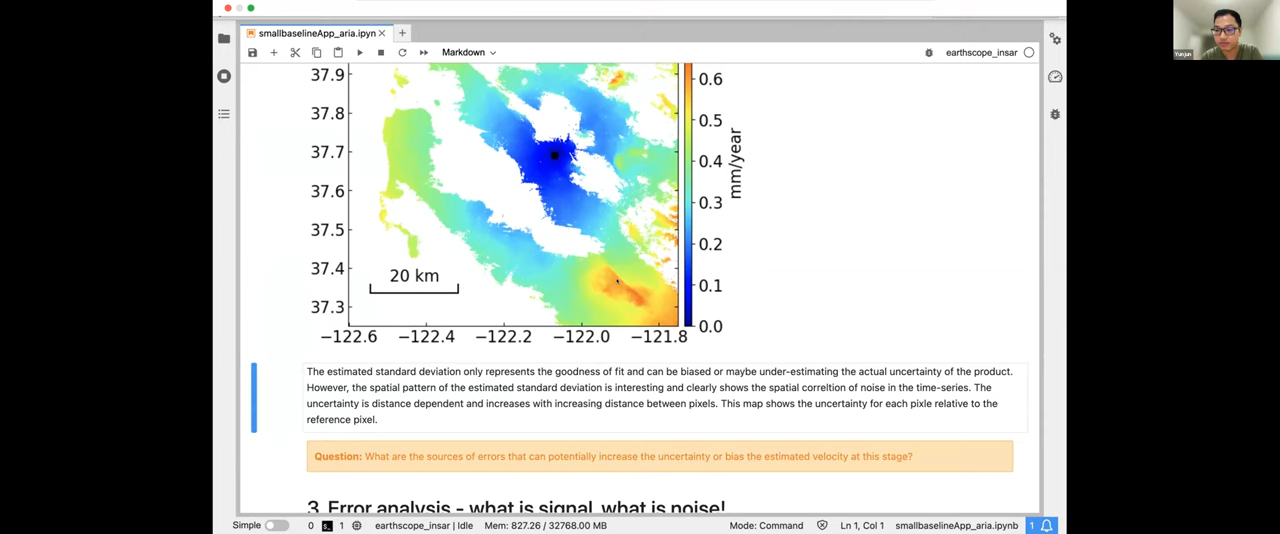 smallbaselineApp_aria.ipyn
Markdown
earthscope_insar
37.9
37.8
37.7
37.6
37.5
37.4
37.3
20 km
−122.6 −122.4 −122.2 −122.0 −121.8
0.6
0.5
0.4
0.3
0.2
0.1
0.0
mm/year
The estimated standard deviation only represents the goodness of fit and can be biased or maybe under-estimating the actual uncertainty of the product.
However, the spatial pattern of the estimated standard deviation is interesting and clearly shows the spatial correltion of noise in the time-series. The
uncertainty is distance dependent and increases with increasing distance between pixels. This map shows the uncertainty for each pixle relative to the
reference pixel.
Question: What are the sources of errors that can potentially increase the uncertainty or bias the estimated velocity at this stage?
3. Error analysis - what is signal, what is noise!
Simple 0 1 earthscope_insar | Idle Mem: 827.26 / 32768.00 MB Mode: Command Ln 1, Col 1 smallbaselineApp_aria.ipynb 1
Yunjun